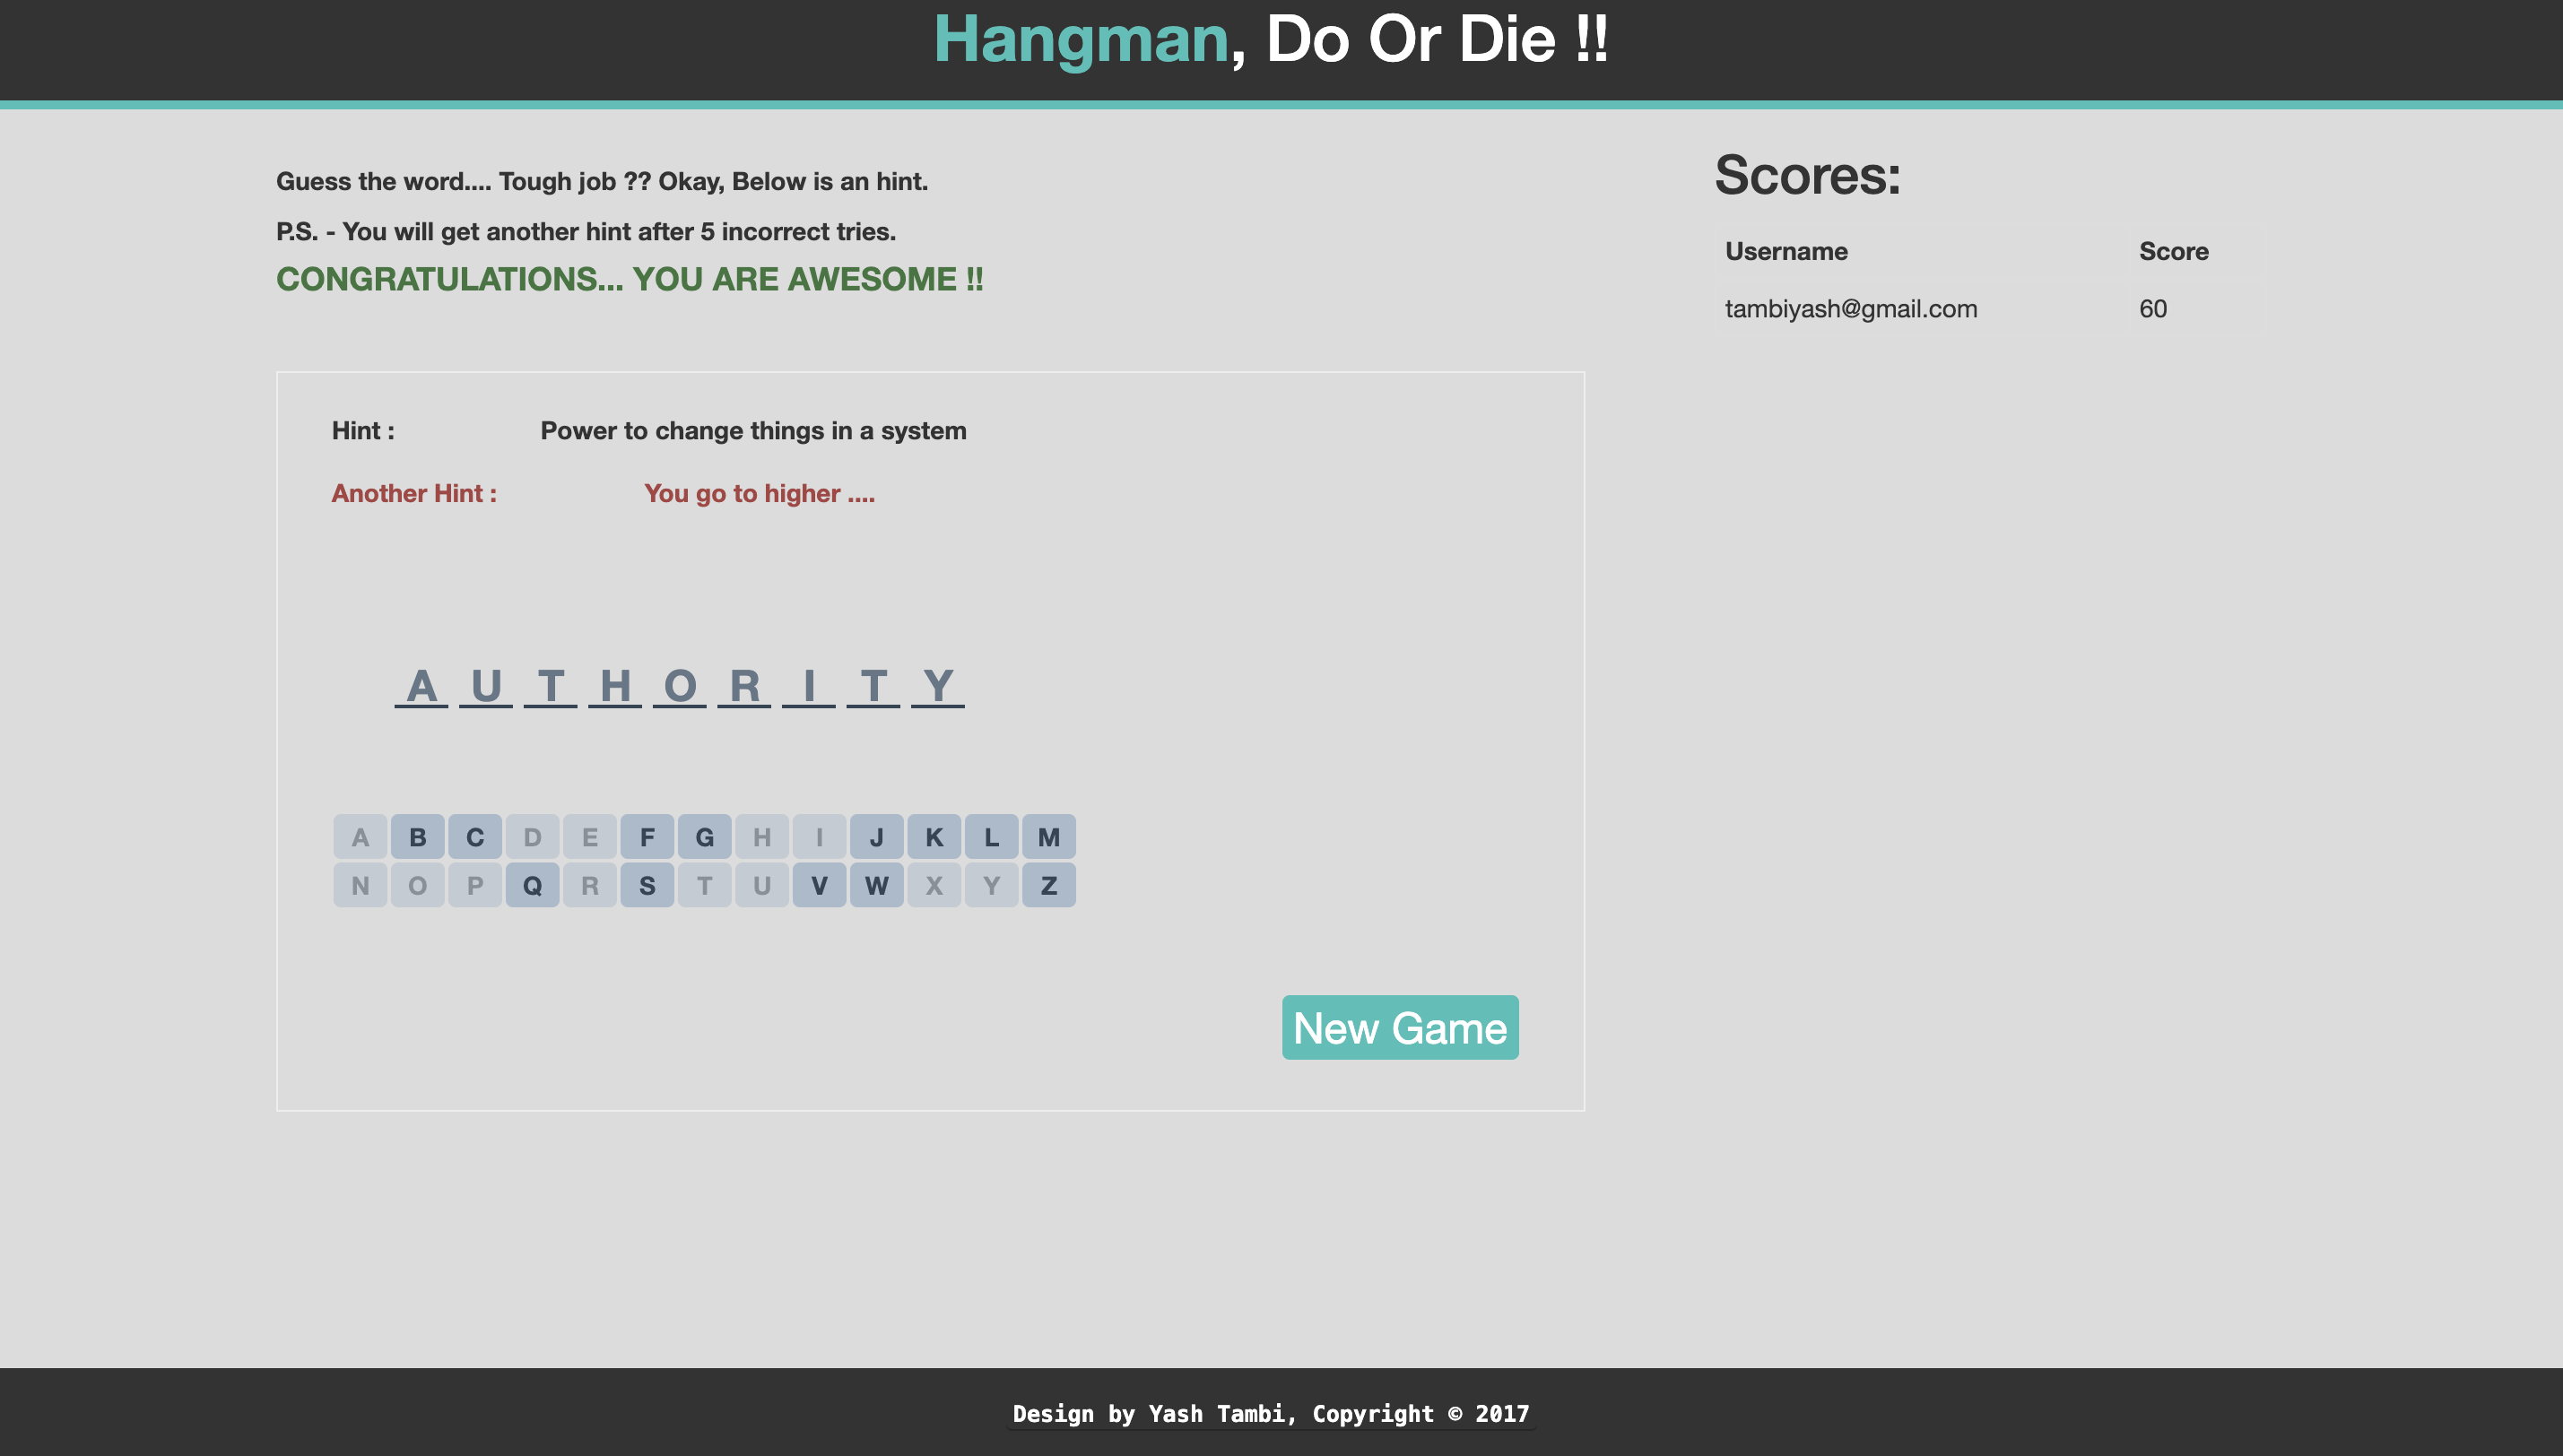 Hangman, Do Or Die !!
Guess the word.... Tough job ?? Okay, Below is an hint.
P.S. - You will get another hint after 5 incorrect tries.
CONGRATULATIONS... YOU ARE AWESOME !!
Hint : Power to change things in a system
Another Hint : You go to higher ....
A U T H O R I T Y
A B C D E F G H I J K L M
N O P Q R S T U V W X Y Z
New Game
Scores:
Username Score
tambiyash@gmail.com 60
Design by Yash Tambi, Copyright © 2017